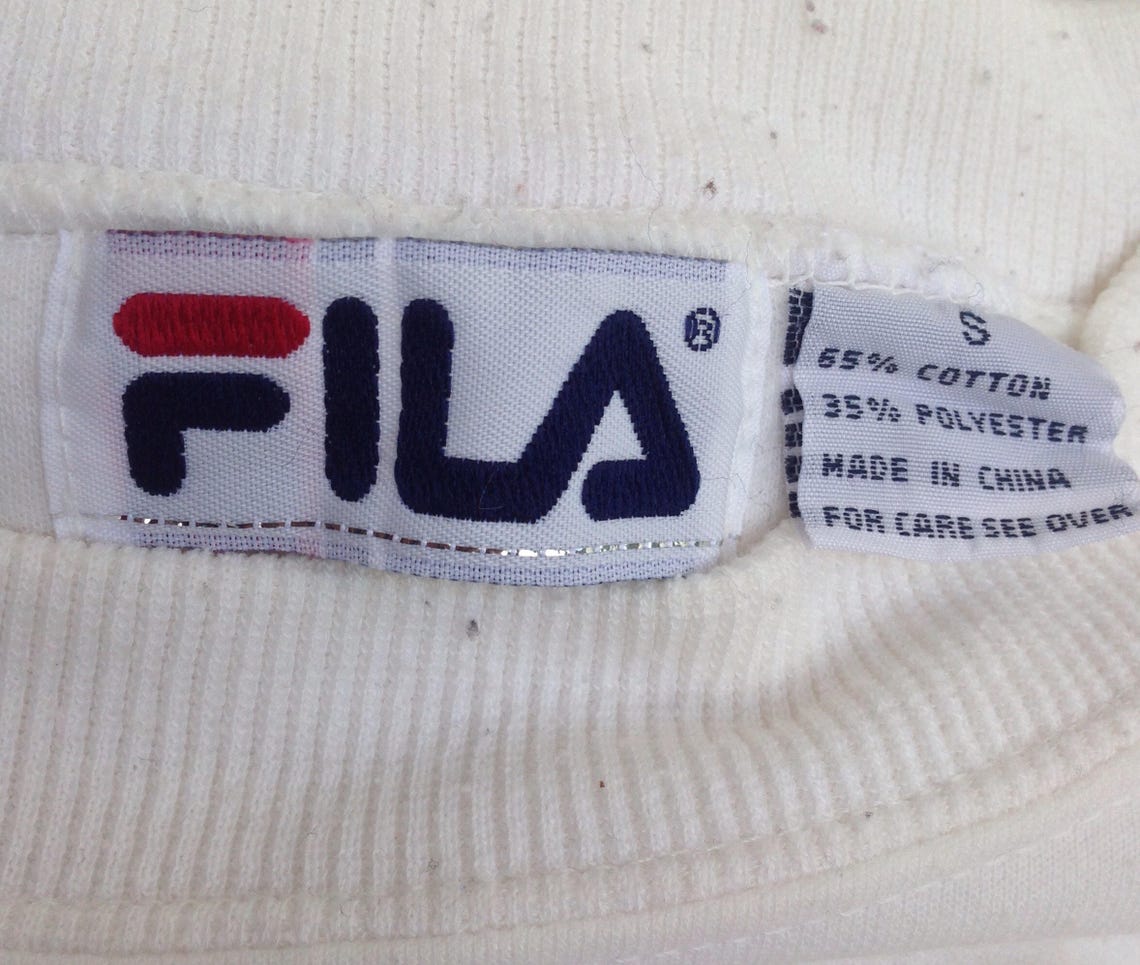 FILA®
S
65% COTTON
35% POLYESTER
MADE IN CHINA
FOR CARE SEE OVER